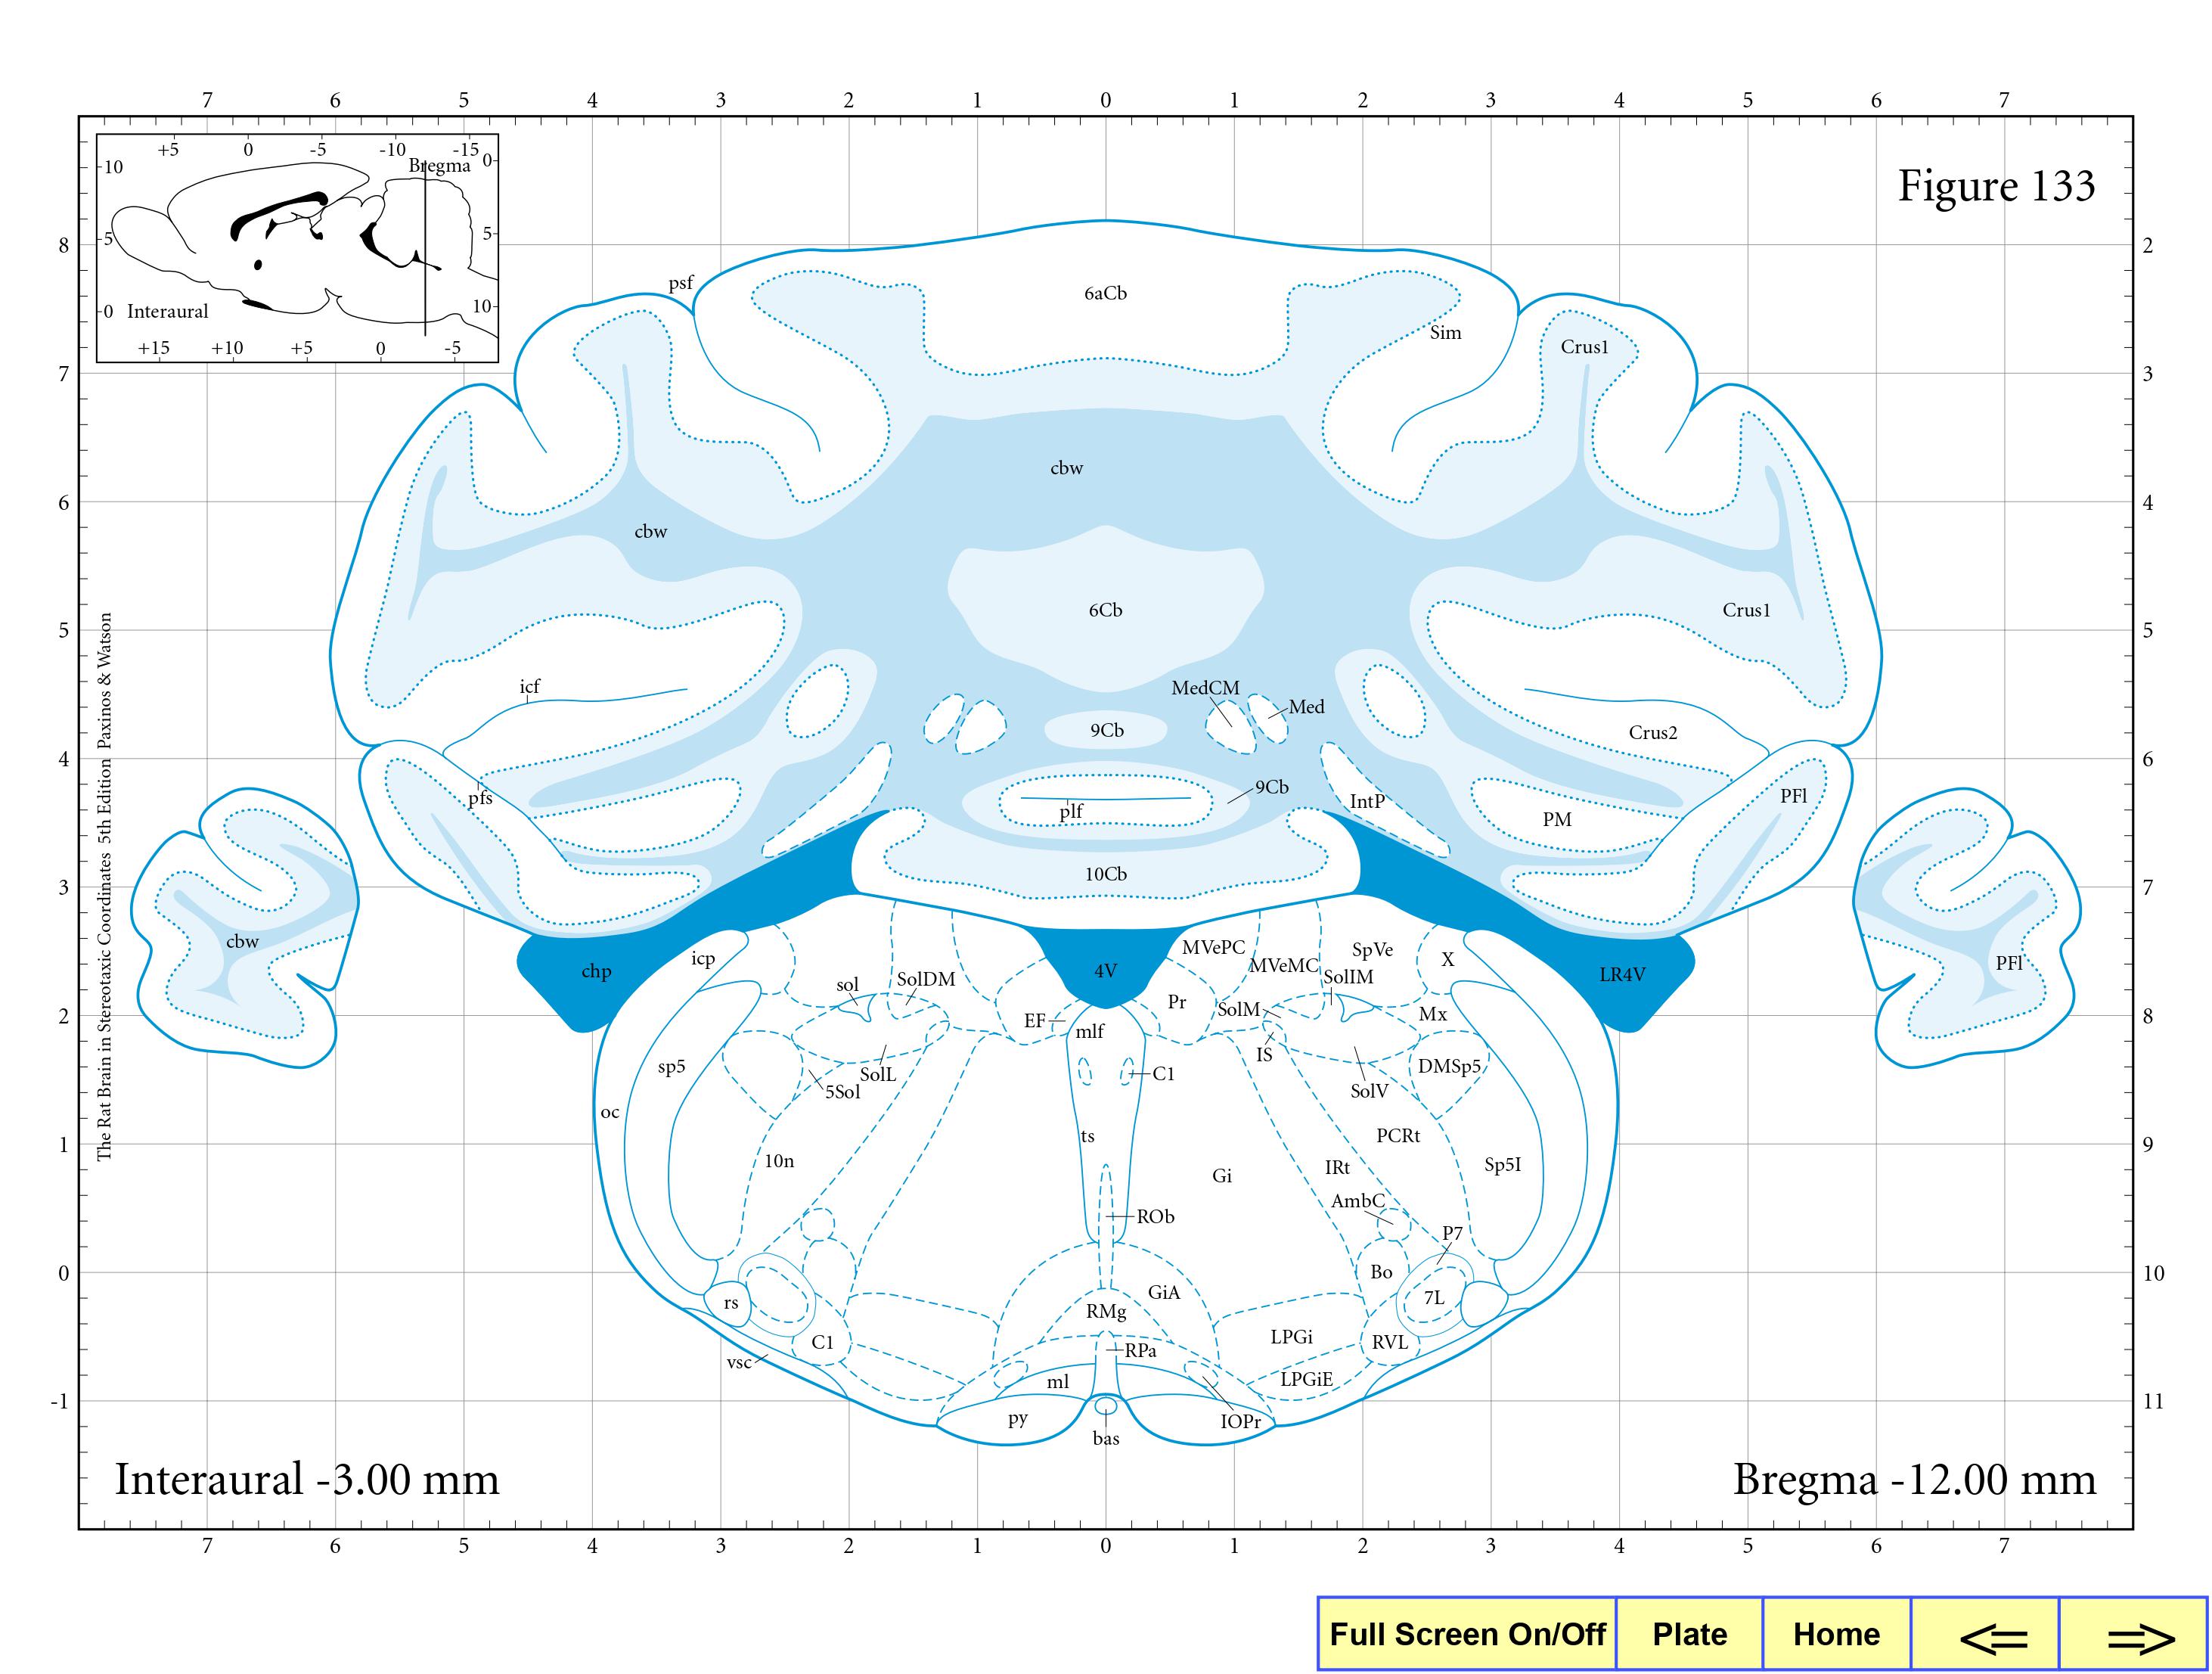 7 6 5 4 3 2 1 0 1 2 3 4 5 6 7
+5 0 -5 -10 -15
Bregma
0
10
5
5
0 Interaural
10
+15 +10 +5 0 -5
Figure 133
8
7
6
5
4
3
2
1
0
-1
2
3
4
5
6
7
8
9
10
11
The Rat Brain in Stereotaxic Coordinates 5th Edition Paxinos & Watson
psf
6aCb
Sim
Crus1
cbw
cbw
6Cb
Crus1
icf
MedCM
Med
9Cb
Crus2
pfs
plf
9Cb
IntP
PM
PFl
10Cb
cbw
PFl
chp
icp
4V
MVePC
MVeMC
SpVe
X
LR4V
sol
SolDM
SolIM
EF
mlf
Pr
SolM
Mx
IS
sp5
SolL
5Sol
C1
SolV
DMSp5
oc
ts
PCRt
10n
Gi
IRt
Sp5I
AmbC
ROb
P7
Bo
GiA
rs
RMg
7L
C1
RPa
LPGi
RVL
vsc
ml
LPGiE
py
IOPr
bas
Interaural -3.00 mm
Bregma -12.00 mm
7 6 5 4 3 2 1 0 1 2 3 4 5 6 7
Full Screen On/Off Plate Home